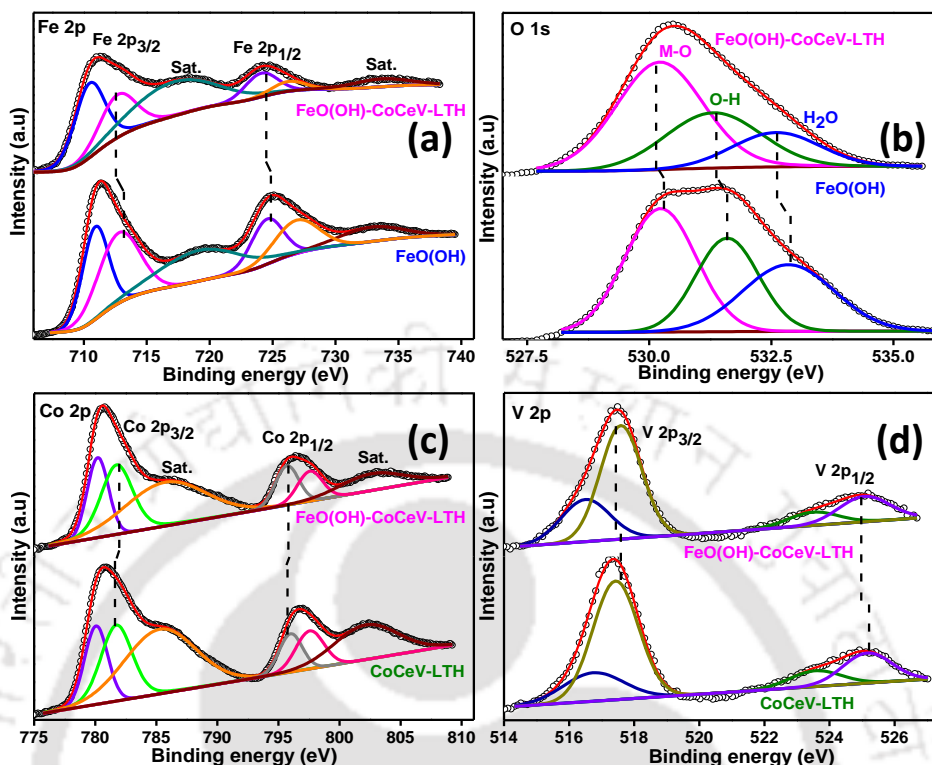 Fe 2p
Fe 2p3/2
Sat.
Fe 2p1/2
Sat.
FeO(OH)-CoCeV-LTH
(a)
FeO(OH)
Intensity (a.u)
710 715 720 725 730 735 740
Binding energy (eV)
O 1s
FeO(OH)-CoCeV-LTH
M-O
O-H
H2O
(b)
FeO(OH)
Intensity (a.u)
527.5 530.0 532.5 535.0
Binding energy (eV)
Co 2p
Co 2p3/2
Sat.
Co 2p1/2
Sat.
(c)
FeO(OH)-CoCeV-LTH
CoCeV-LTH
Intensity (a.u)
775 780 785 790 795 800 805 810
Binding energy (eV)
V 2p
V 2p3/2
(d)
V 2p1/2
FeO(OH)-CoCeV-LTH
CoCeV-LTH
Intensity (a.u)
514 516 518 520 522 524 526
Binding energy (eV)